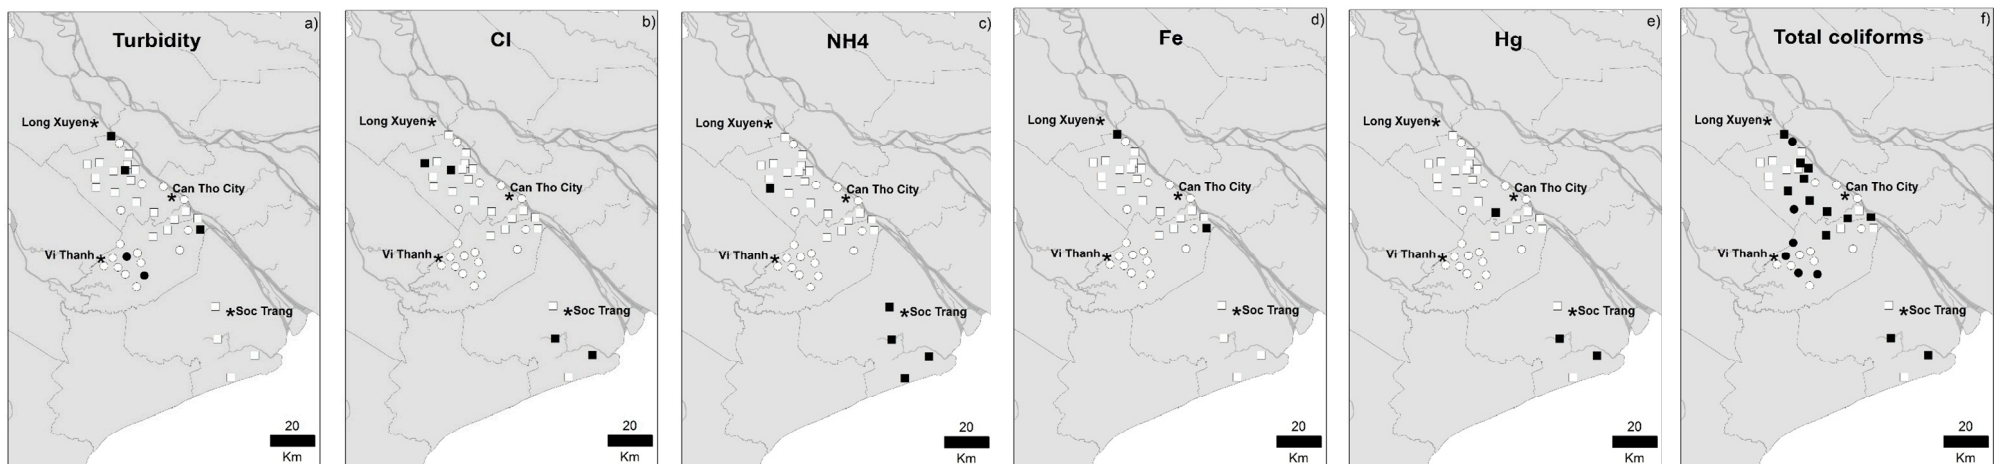 a)
Turbidity
Long Xuyen*
Can Tho City
*
Vi Thanh*
*Soc Trang
20
Km
b)
Cl
Long Xuyen*
Can Tho City
*
Vi Thanh*
*Soc Trang
20
Km
c)
NH4
Long Xuyen*
Can Tho City
*
Vi Thanh*
*Soc Trang
20
Km
d)
Fe
Long Xuyen*
Can Tho City
*
Vi Thanh*
*Soc Trang
20
Km
e)
Hg
Long Xuyen*
Can Tho City
*
Vi Thanh*
*Soc Trang
20
Km
f)
Total coliforms
Long Xuyen*
Can Tho City
*
Vi Thanh*
*Soc Trang
20
Km